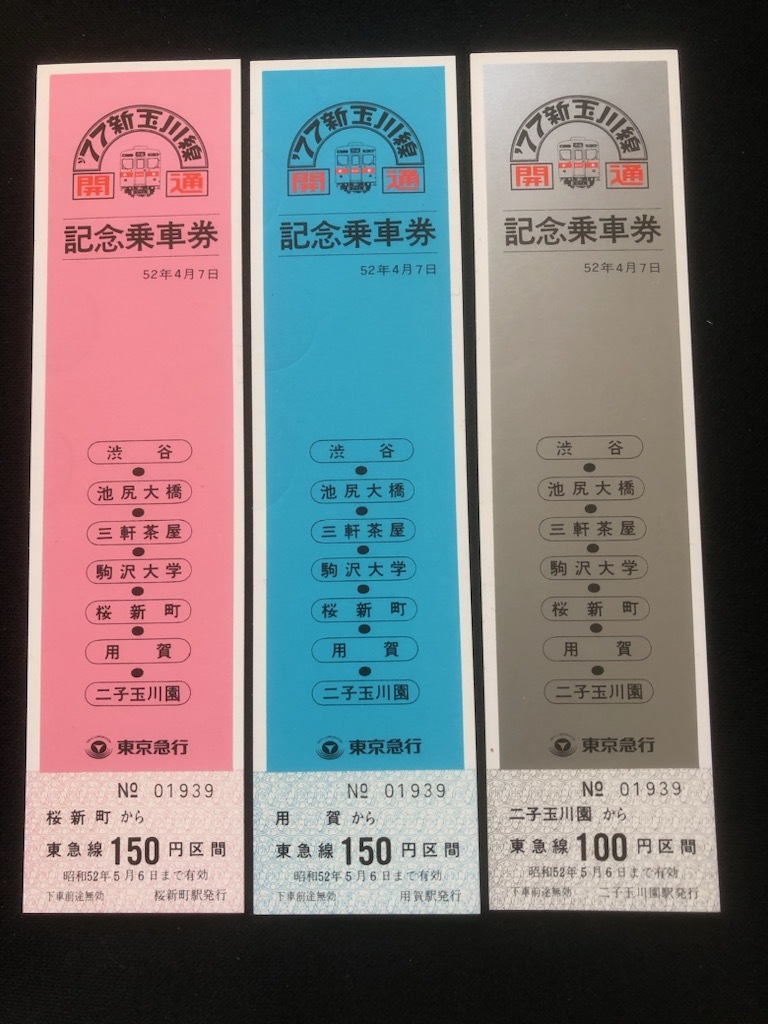 '77新玉川線
開通
記念乗車券
52年4月7日
渋谷
池尻大橋
三軒茶屋
駒沢大学
桜新町
用賀
二子玉川園
東京急行
№ 01939
桜新町から
東急線150円区間
昭和52年5月6日まで有効
下車前途無効 桜新町駅発行
'77新玉川線
開通
記念乗車券
52年4月7日
渋谷
池尻大橋
三軒茶屋
駒沢大学
桜新町
用賀
二子玉川園
東京急行
№ 01939
用賀から
東急線150円区間
昭和52年5月6日まで有効
下車前途無効 用賀駅発行
'77新玉川線
開通
記念乗車券
52年4月7日
渋谷
池尻大橋
三軒茶屋
駒沢大学
桜新町
用賀
二子玉川園
東京急行
№ 01939
二子玉川園から
東急線100円区間
昭和52年5月6日まで有効
下車前途無効 二子玉川園駅発行